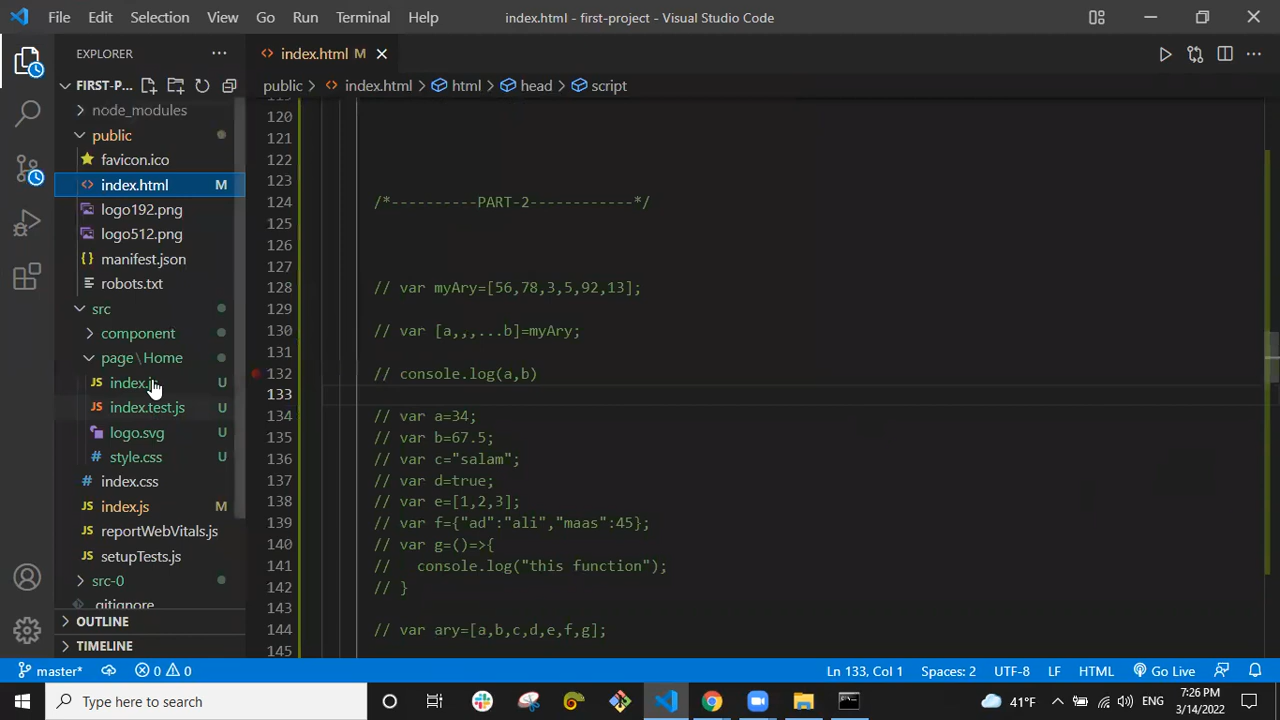 File Edit Selection View Go Run Terminal Help
index.html - first-project - Visual Studio Code
EXPLORER
index.html M
FIRST-P...
public > index.html > html > head > script
node_modules
public
favicon.ico
index.html M
logo192.png
logo512.png
manifest.json
robots.txt
src
component
page\Home
index.js U
index.test.js U
logo.svg U
style.css U
index.css
index.js M
reportWebVitals.js
setupTests.js
src-0
.gitignore
OUTLINE
TIMELINE
120
121
122
123
124 /*----------PART-2------------*/
125
126
127
128 // var myAry=[56,78,3,5,92,13];
129
130 // var [a,,,...b]=myAry;
131
132 // console.log(a,b)
133
134 // var a=34;
135 // var b=67.5;
136 // var c="salam";
137 // var d=true;
138 // var e=[1,2,3];
139 // var f={"ad":"ali","maas":45};
140 // var g=()=>{
141 //   console.log("this function");
142 // }
143
144 // var ary=[a,b,c,d,e,f,g];
145
master* 0 0 Ln 133, Col 1 Spaces: 2 UTF-8 LF HTML Go Live
Type here to search
41°F ENG 7:26 PM
3/14/2022